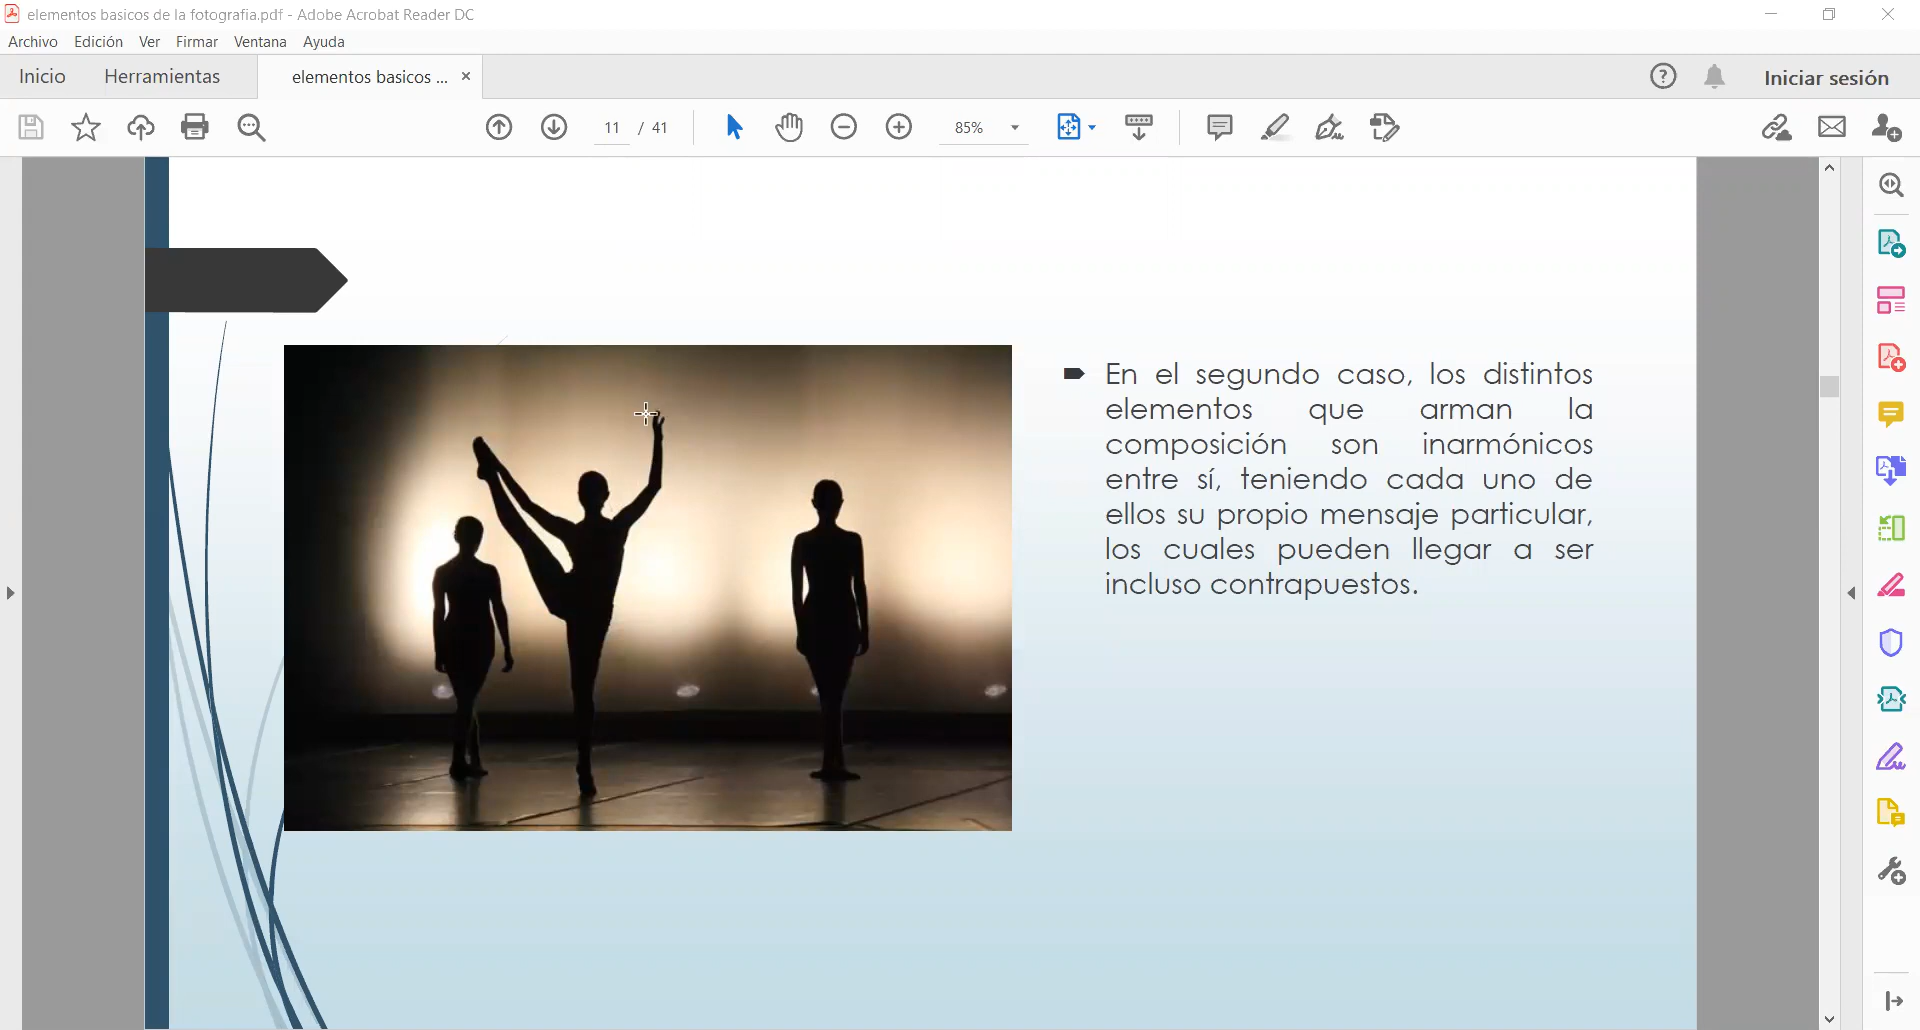 elementos basicos de la fotografia.pdf - Adobe Acrobat Reader DC
Archivo Edición Ver Firmar Ventana Ayuda
Inicio Herramientas elementos basicos ... Iniciar sesión
11 / 41 85%
En el segundo caso, los distintos
elementos que arman la
composición son inarmónicos
entre sí, teniendo cada uno de
ellos su propio mensaje particular,
los cuales pueden llegar a ser
incluso contrapuestos.